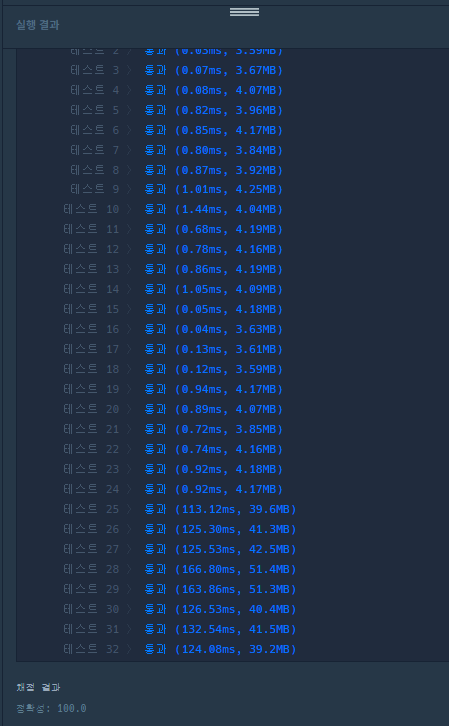 실행 결과
테스트 2 〉 통과 (0.03ms, 3.59MB)
테스트 3 〉 통과 (0.07ms, 3.67MB)
테스트 4 〉 통과 (0.08ms, 4.07MB)
테스트 5 〉 통과 (0.82ms, 3.96MB)
테스트 6 〉 통과 (0.85ms, 4.17MB)
테스트 7 〉 통과 (0.80ms, 3.84MB)
테스트 8 〉 통과 (0.87ms, 3.92MB)
테스트 9 〉 통과 (1.01ms, 4.25MB)
테스트 10 〉 통과 (1.44ms, 4.04MB)
테스트 11 〉 통과 (0.68ms, 4.19MB)
테스트 12 〉 통과 (0.78ms, 4.16MB)
테스트 13 〉 통과 (0.86ms, 4.19MB)
테스트 14 〉 통과 (1.05ms, 4.09MB)
테스트 15 〉 통과 (0.05ms, 4.18MB)
테스트 16 〉 통과 (0.04ms, 3.63MB)
테스트 17 〉 통과 (0.13ms, 3.61MB)
테스트 18 〉 통과 (0.12ms, 3.59MB)
테스트 19 〉 통과 (0.94ms, 4.17MB)
테스트 20 〉 통과 (0.89ms, 4.07MB)
테스트 21 〉 통과 (0.72ms, 3.85MB)
테스트 22 〉 통과 (0.74ms, 4.16MB)
테스트 23 〉 통과 (0.92ms, 4.18MB)
테스트 24 〉 통과 (0.92ms, 4.17MB)
테스트 25 〉 통과 (113.12ms, 39.6MB)
테스트 26 〉 통과 (125.30ms, 41.3MB)
테스트 27 〉 통과 (125.53ms, 42.5MB)
테스트 28 〉 통과 (166.80ms, 51.4MB)
테스트 29 〉 통과 (163.86ms, 51.3MB)
테스트 30 〉 통과 (126.53ms, 40.4MB)
테스트 31 〉 통과 (132.54ms, 41.5MB)
테스트 32 〉 통과 (124.08ms, 39.2MB)
채점 결과
정확성: 100.0